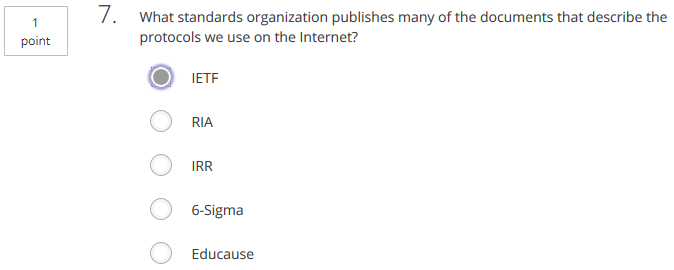 1
point
7. What standards organization publishes many of the documents that describe the
protocols we use on the Internet?
IETF
RIA
IRR
6-Sigma
Educause